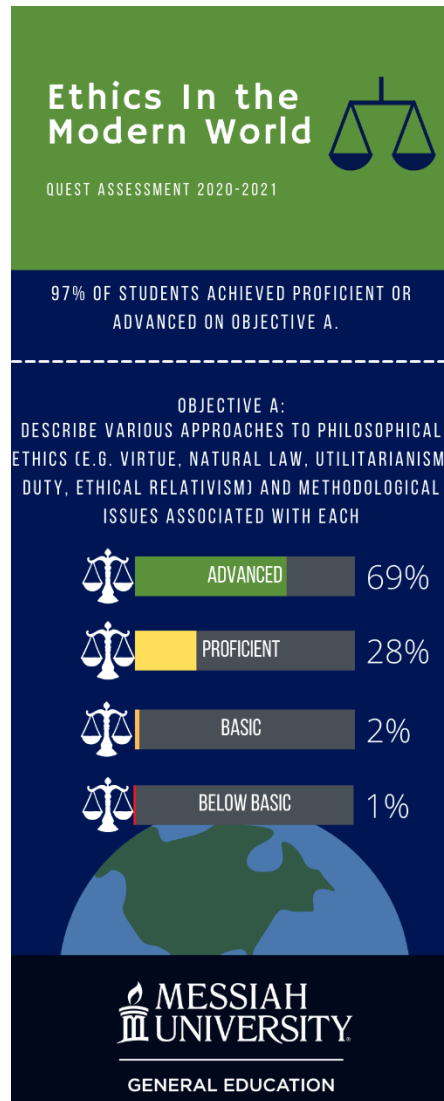 Ethics In the
Modern World
QUEST ASSESSMENT 2020-2021
97% OF STUDENTS ACHIEVED PROFICIENT OR
ADVANCED ON OBJECTIVE A.
OBJECTIVE A:
DESCRIBE VARIOUS APPROACHES TO PHILOSOPHICAL
ETHICS (E.G. VIRTUE, NATURAL LAW, UTILITARIANISM
DUTY, ETHICAL RELATIVISM) AND METHODOLOGICAL
ISSUES ASSOCIATED WITH EACH
ADVANCED 69%
PROFICIENT 28%
BASIC 2%
BELOW BASIC 1%
MESSIAH
UNIVERSITY.
GENERAL EDUCATION